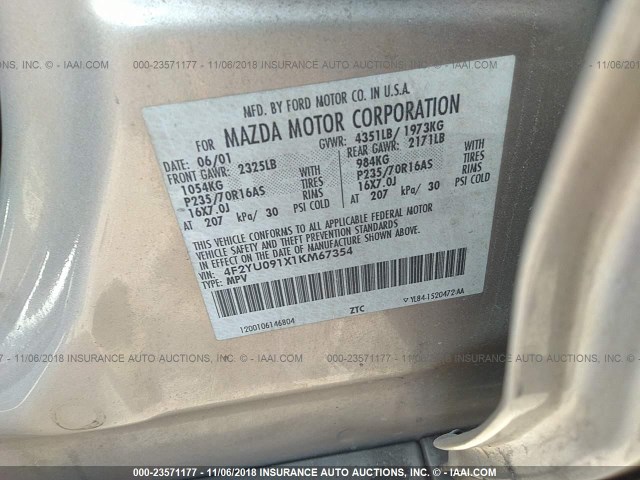 000-23571177 - 11/06/2018 INSURANCE AUTO AUCTIONS, INC. © - IAAI.COM
MFD. BY FORD MOTOR CO. IN U.S.A.
FOR MAZDA MOTOR CORPORATION
DATE: 06/01 GVWR: 4351LB/ 1973KG
FRONT GAWR: 2325LB REAR GAWR: 2171LB
1054KG WITH 984KG WITH
P235/70R16AS TIRES P235/70R16AS TIRES
16X7.0J RIMS 16X7.0J RIMS
AT 207 kPa/ 30 PSI COLD AT 207 kPa/ 30 PSI COLD
THIS VEHICLE CONFORMS TO ALL APPLICABLE FEDERAL MOTOR
VEHICLE SAFETY AND THEFT PREVENTION STANDARDS IN
EFFECT ON THE DATE OF MANUFACTURE SHOWN ABOVE.
VIN: 4F2YU091X1KM67354
TYPE: MPV
1200106146804 ZTC YL84-1520472-AA
000-23571177 - 11/06/2018 INSURANCE AUTO AUCTIONS, INC. © - IAAI.COM
000-23571177 - 11/06/2018 INSURANCE AUTO AUCTIONS, INC. © - IAAI.COM